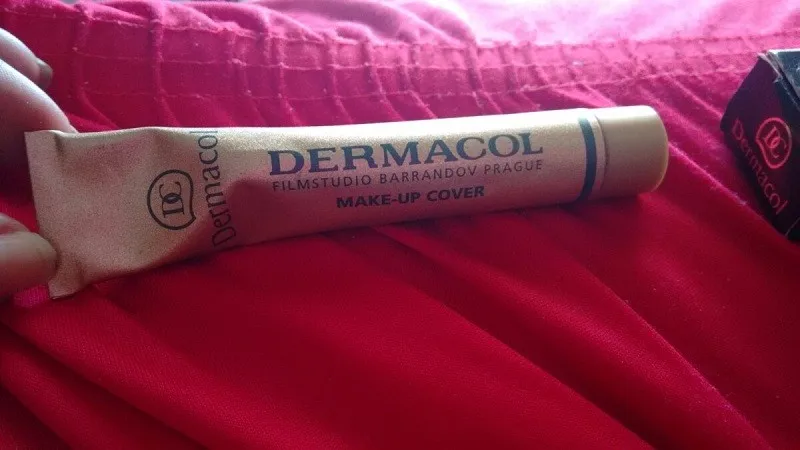 DC
Dermacol
DERMACOL
FILMSTUDIO BARRANDOV PRAGUE
MAKE-UP COVER
DC
Dermacol